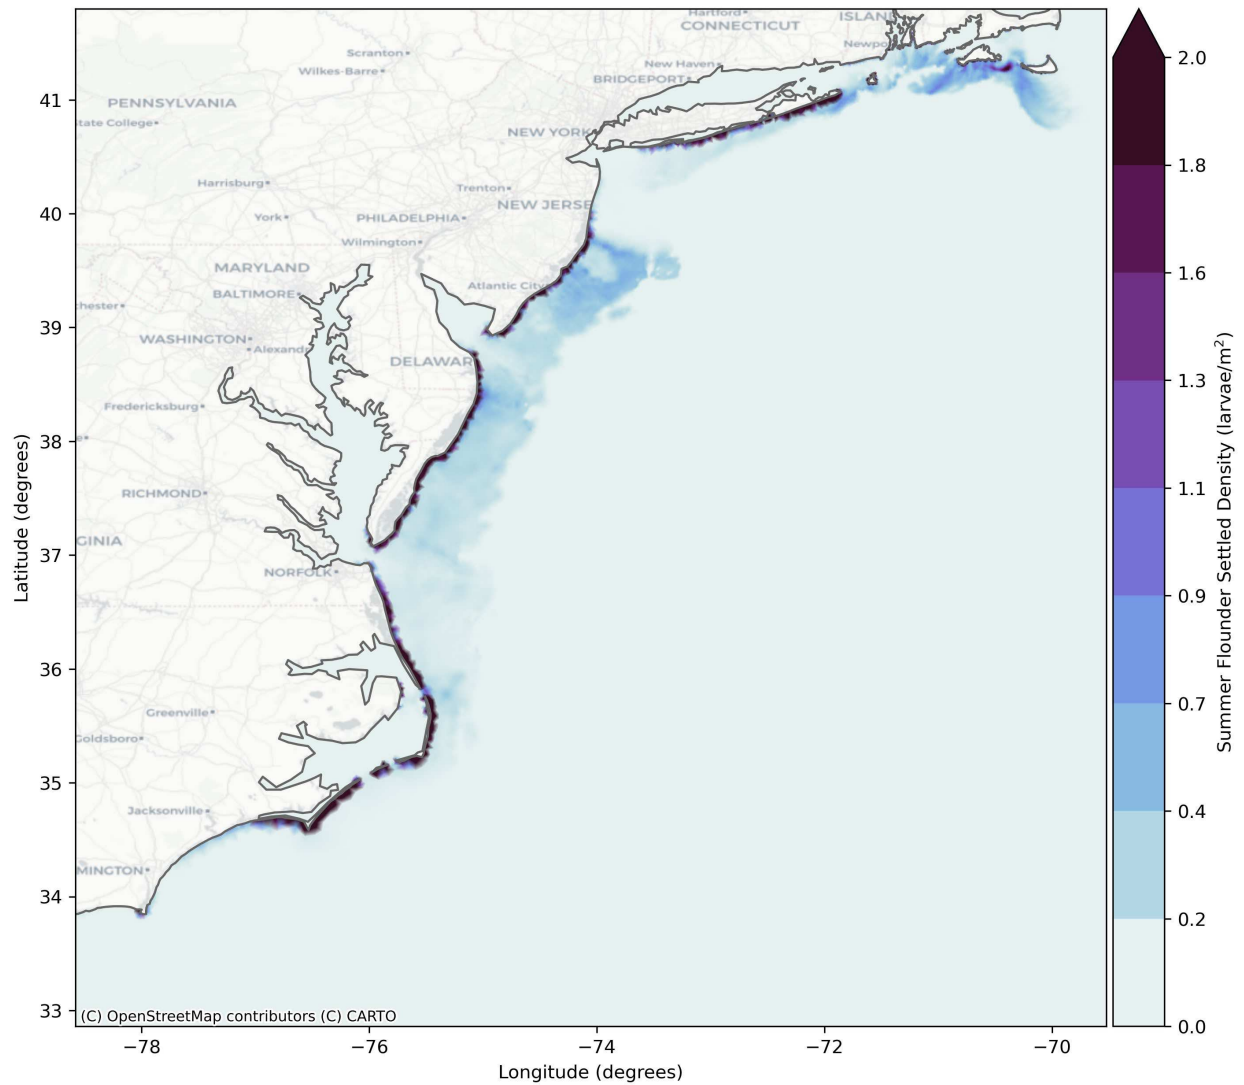 Hartford
CONNECTICUT
ISLAN
Newpo
Scranton
Wilkes-Barre
New Haven
BRIDGEPORT
PENNSYLVANIA
tate College
NEW YORK
Harrisburg
Trenton
NEW JERSE
York
PHILADELPHIA
Wilmington
MARYLAND
BALTIMORE
Atlantic City
chester
WASHINGTON
Alexand
DELAWAR
Fredericksburg
RICHMOND
GINIA
NORFOLK
Greenville
Goldsboro
Jacksonville
MINGTON
(C) OpenStreetMap contributors (C) CARTO
41
40
39
38
37
36
35
34
33
Latitude (degrees)
−78 −76 −74 −72 −70
Longitude (degrees)
2.0
1.8
1.6
1.3
1.1
0.9
0.7
0.4
0.2
0.0
Summer Flounder Settled Density (larvae/m²)